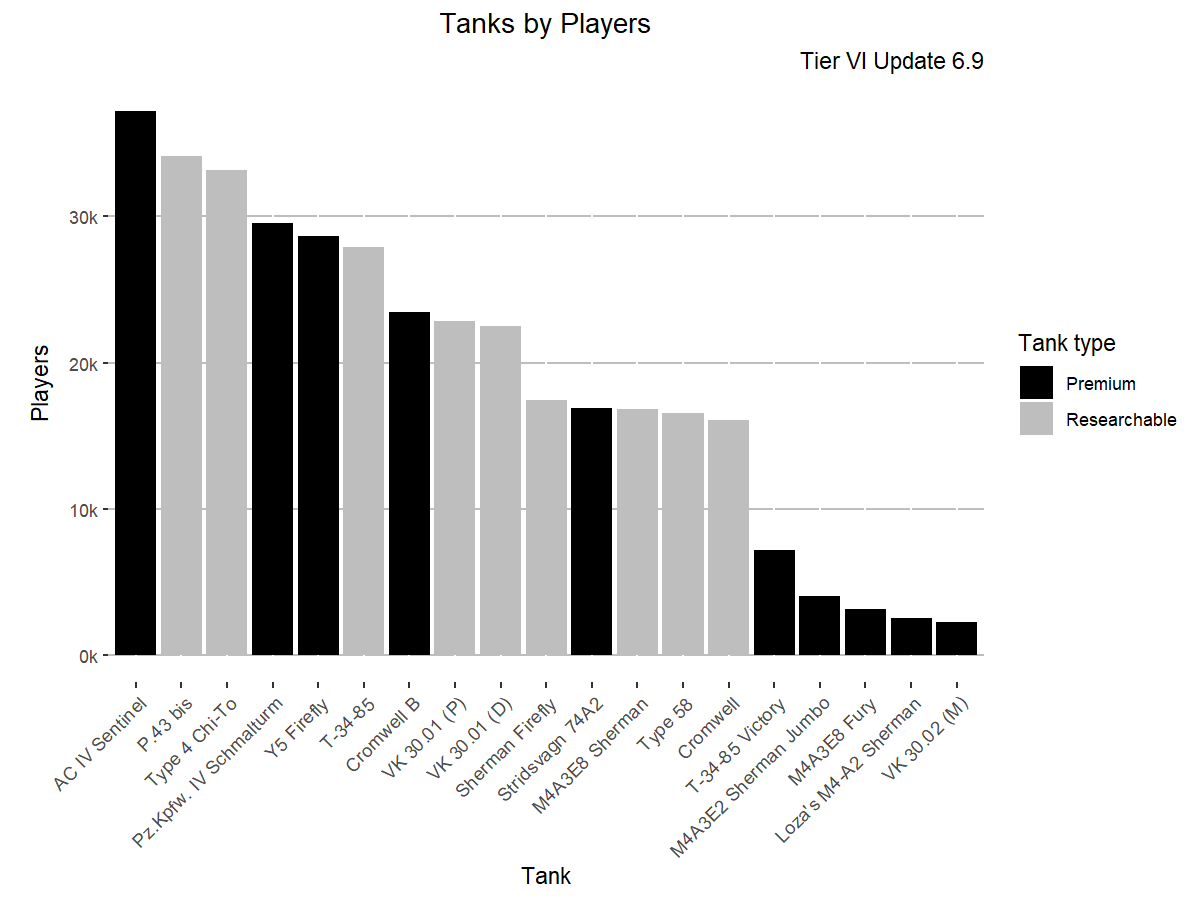 Tanks by Players
Tier VI Update 6.9
Players
30k
20k
10k
0k
AC IV Sentinel
P.43 bis
Type 4 Chi-To
Pz.Kpfw. IV Schmalturm
Y5 Firefly
T-34-85
Cromwell B
VK 30.01 (P)
VK 30.01 (D)
Sherman Firefly
Stridsvagn 74A2
M4A3E8 Sherman
Type 58
Cromwell
T-34-85 Victory
M4A3E2 Sherman Jumbo
M4A3E8 Fury
Loza's M4-A2 Sherman
VK 30.02 (M)
Tank
Tank type
Premium
Researchable